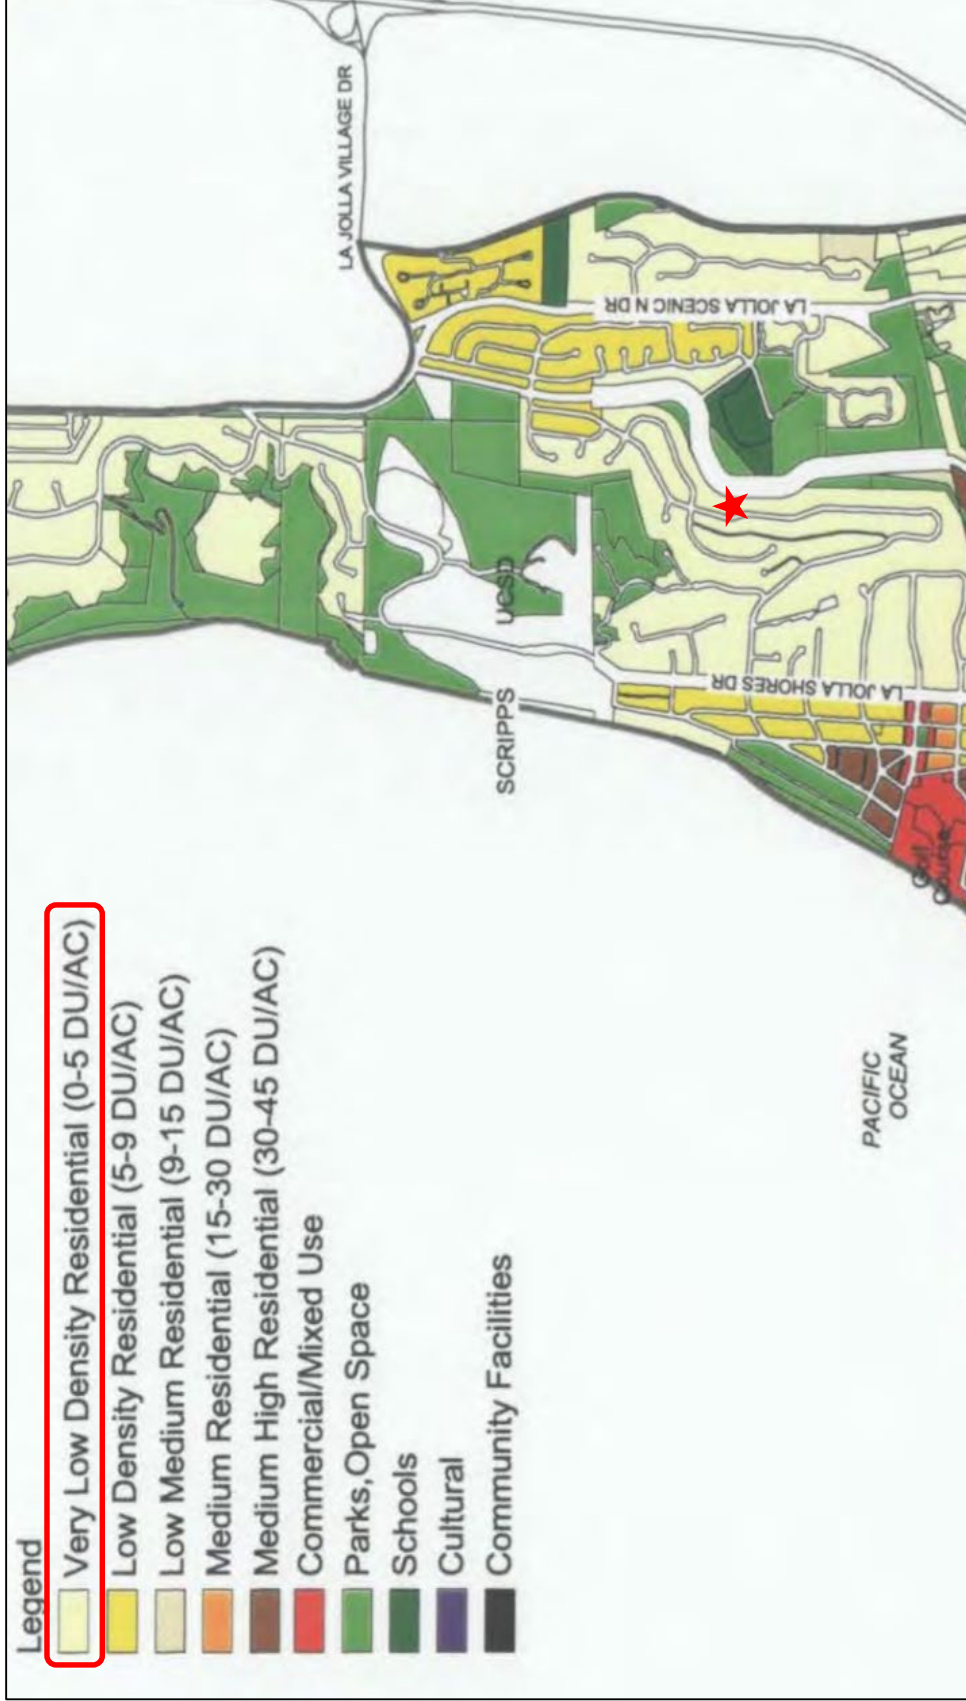 Legend
Very Low Density Residential (0-5 DU/AC)
Low Density Residential (5-9 DU/AC)
Low Medium Residential (9-15 DU/AC)
Medium Residential (15-30 DU/AC)
Medium High Residential (30-45 DU/AC)
Commercial/Mixed Use
Parks,Open Space
Schools
Cultural
Community Facilities
LA JOLLA VILLAGE DR
LA JOLLA SCENIC N DR
UCSD
SCRIPPS
LA JOLLA SHORES DR
Golf
Course
PACIFIC
OCEAN